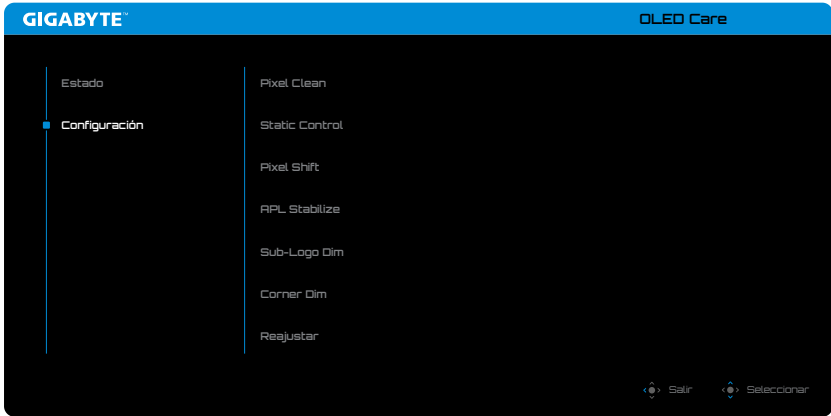 GIGABYTE™
OLED Care
Estado
Configuración
Pixel Clean
Static Control
Pixel Shift
APL Stabilize
Sub-Logo Dim
Corner Dim
Reajustar
Salir
Seleccionar